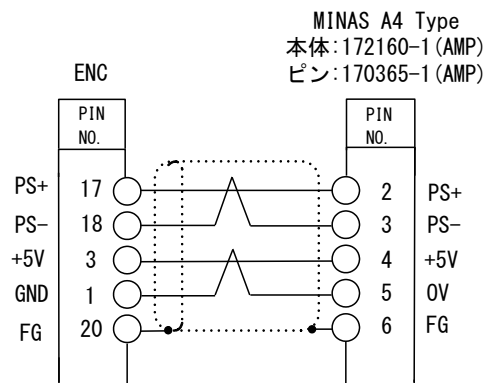 MINAS A4 Type
本体:172160-1(AMP)
ピン:170365-1(AMP)
ENC
PIN
NO.
PIN
NO.
PS+ 17 2 PS+
PS- 18 3 PS-
+5V 3 4 +5V
GND 1 5 0V
FG 20 6 FG